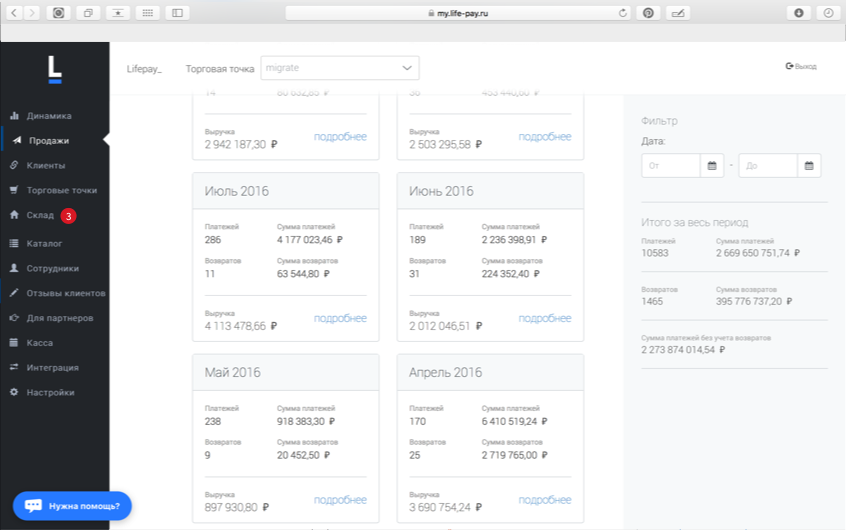 my.life-pay.ru
L
Lifepay_
Торговая точка
migrate
Выход
Динамика
Продажи
Клиенты
Торговые точки
Склад 3
Каталог
Сотрудники
Отзывы клиентов
Для партнеров
Касса
Интеграция
Настройки
Нужна помощь?
Выручка
2 942 187,30 ₽ подробнее
Выручка
2 503 295,58 ₽ подробнее
Июль 2016
Платежей Сумма платежей
286 4 177 023,46 ₽
Возвратов Сумма возвратов
11 63 544,80 ₽
Выручка
4 113 478,66 ₽ подробнее
Июнь 2016
Платежей Сумма платежей
189 2 236 398,91 ₽
Возвратов Сумма возвратов
31 224 352,40 ₽
Выручка
2 012 046,51 ₽ подробнее
Май 2016
Платежей Сумма платежей
238 918 383,30 ₽
Возвратов Сумма возвратов
9 20 452,50 ₽
Выручка
897 930,80 ₽ подробнее
Апрель 2016
Платежей Сумма платежей
170 6 410 519,24 ₽
Возвратов Сумма возвратов
25 2 719 765,00 ₽
Выручка
3 690 754,24 ₽ подробнее
Фильтр
Дата:
От - До
Итого за весь период
Платежей Сумма платежей
10583 2 669 650 751,74 ₽
Возвратов Сумма возвратов
1465 395 776 737,20 ₽
Сумма платежей без учета возвратов
2 273 874 014,54 ₽